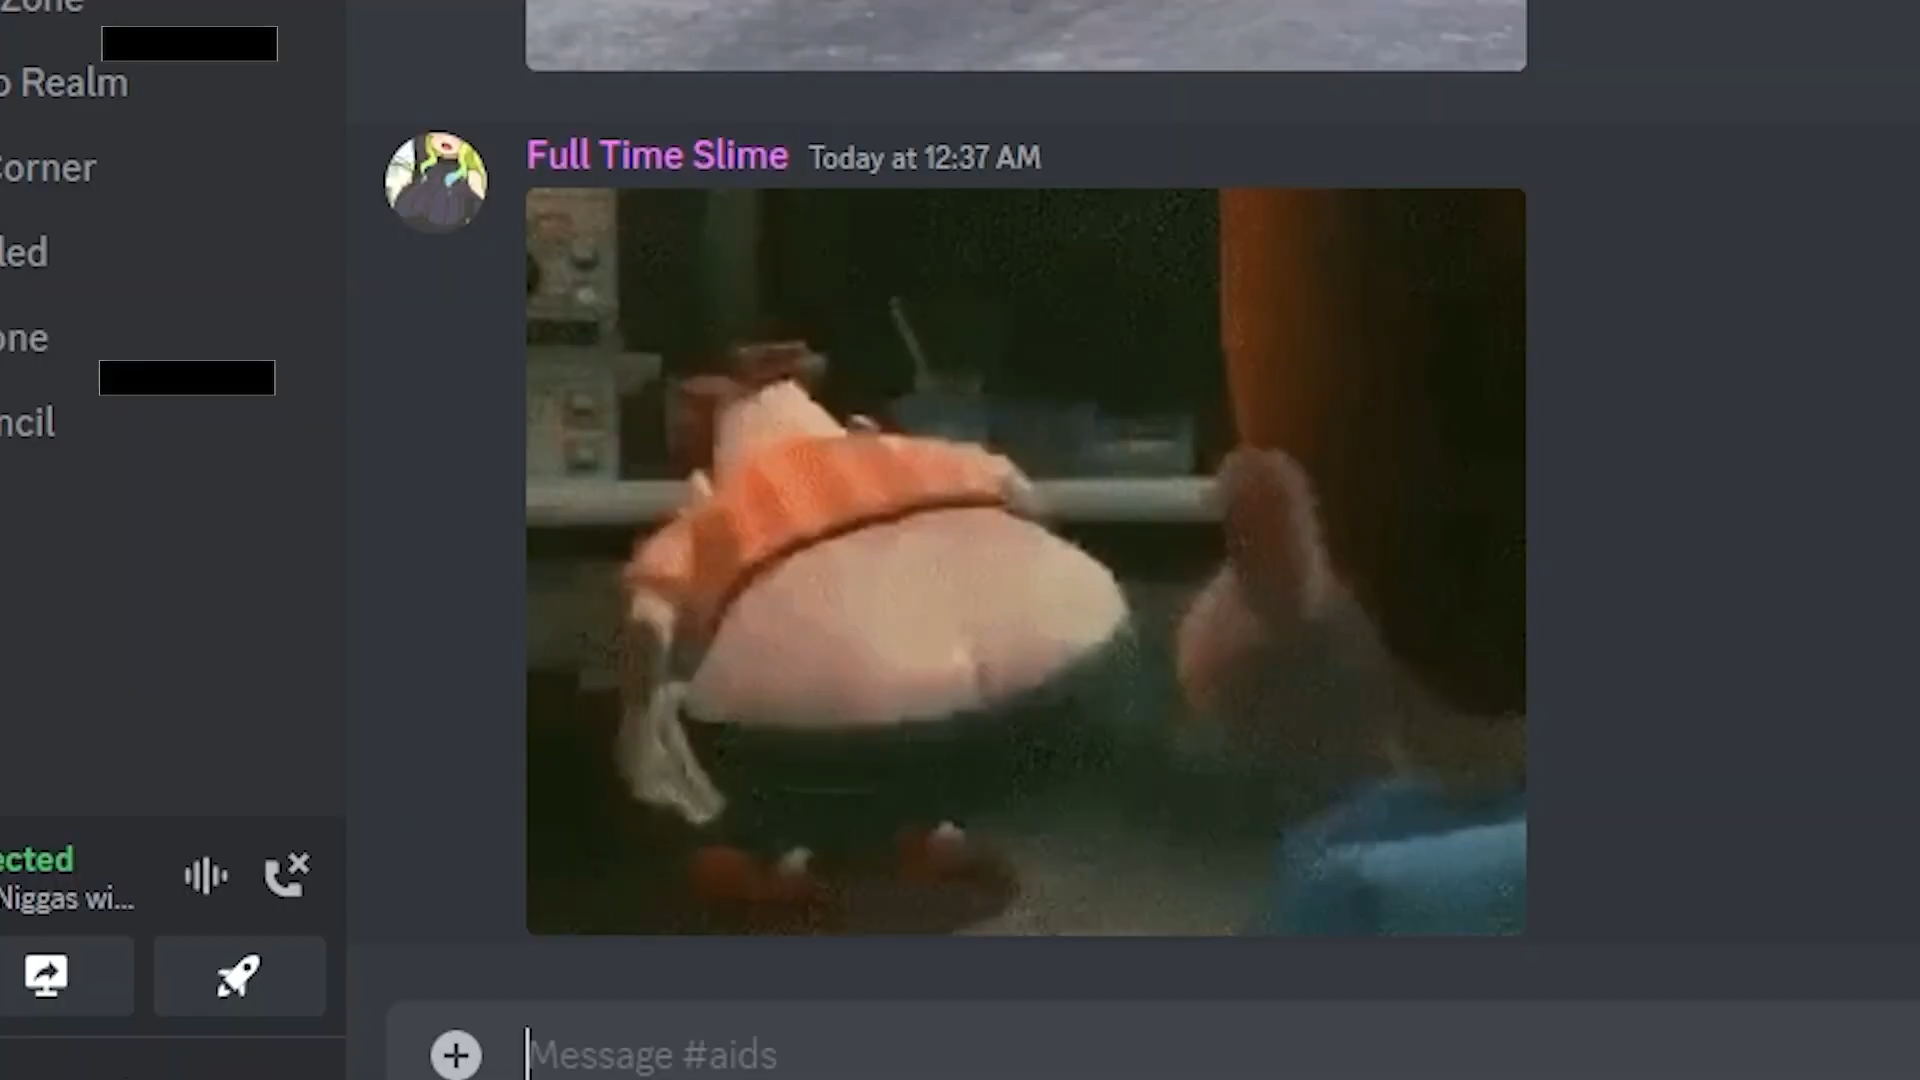 Zone
o Realm
Corner
led
one
ncil
Full Time Slime Today at 12:37 AM
ected
Niggas wi...
Message #aids